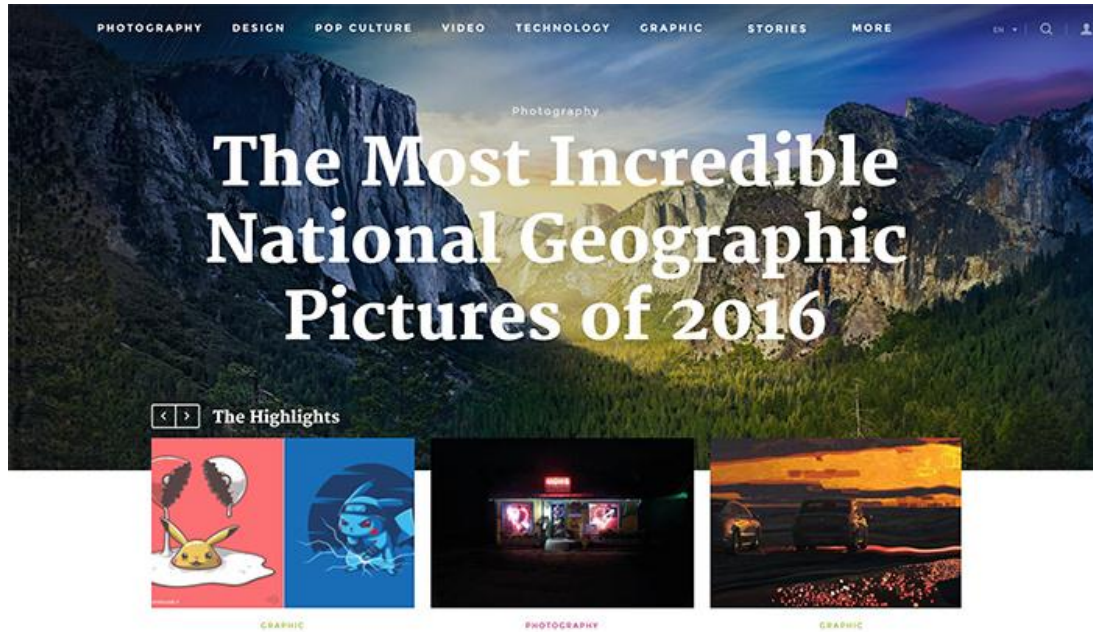 PHOTOGRAPHY DESIGN POP CULTURE VIDEO TECHNOLOGY GRAPHIC STORIES MORE EN
Photography
The Most Incredible
National Geographic
Pictures of 2016
The Highlights
GRAPHIC PHOTOGRAPHY GRAPHIC